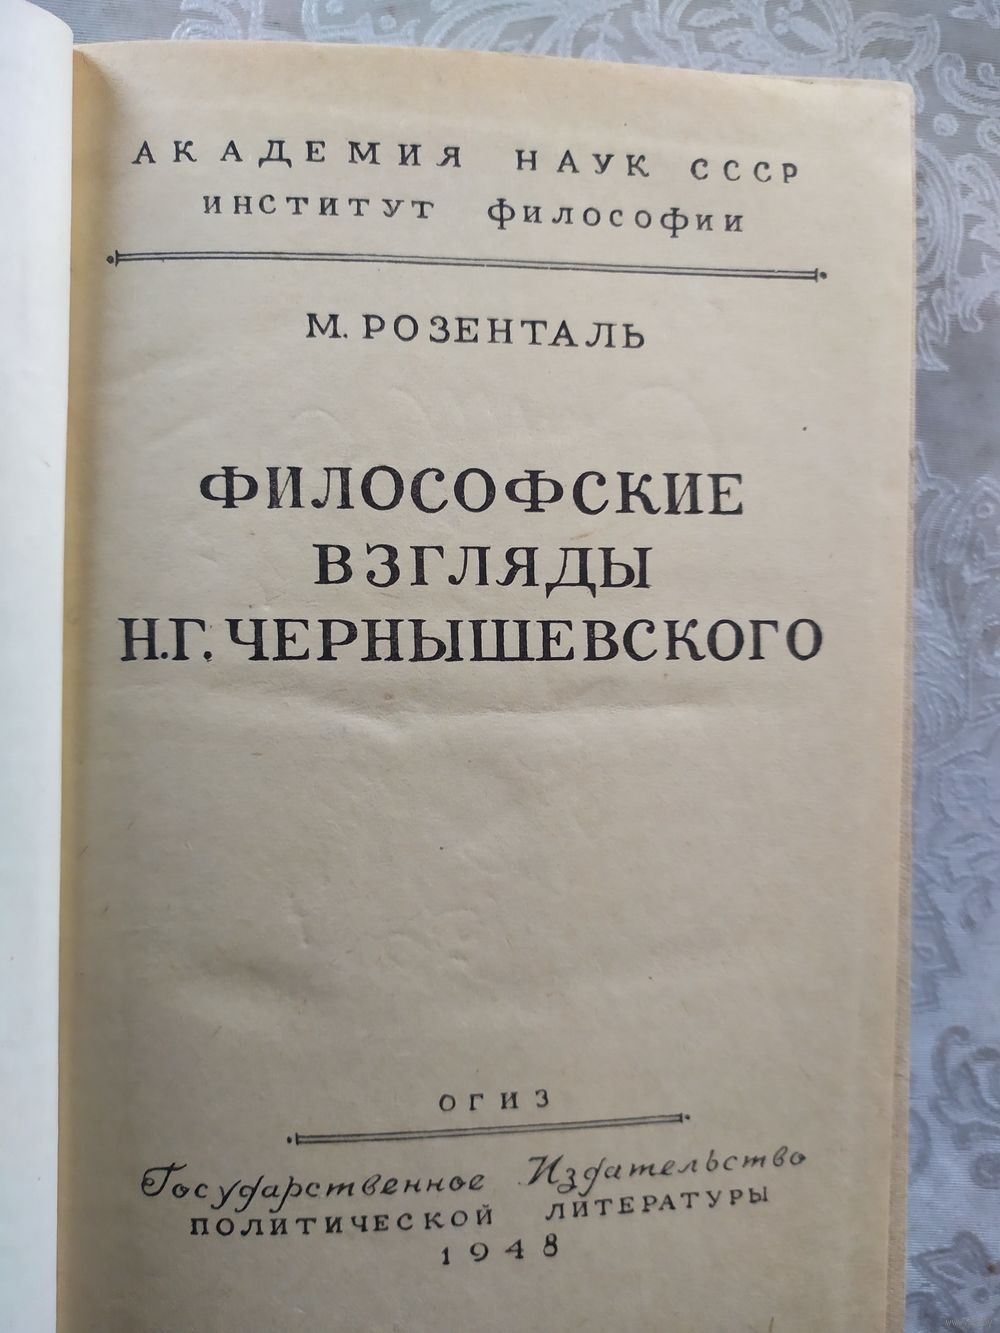 АКАДЕМИЯ НАУК СССР
ИНСТИТУТ ФИЛОСОФИИ
М. РОЗЕНТАЛЬ
ФИЛОСОФСКИЕ
ВЗГЛЯДЫ
Н.Г. ЧЕРНЫШЕВСКОГО
ОГИЗ
Государственное Издательство
ПОЛИТИЧЕСКОЙ ЛИТЕРАТУРЫ
1948